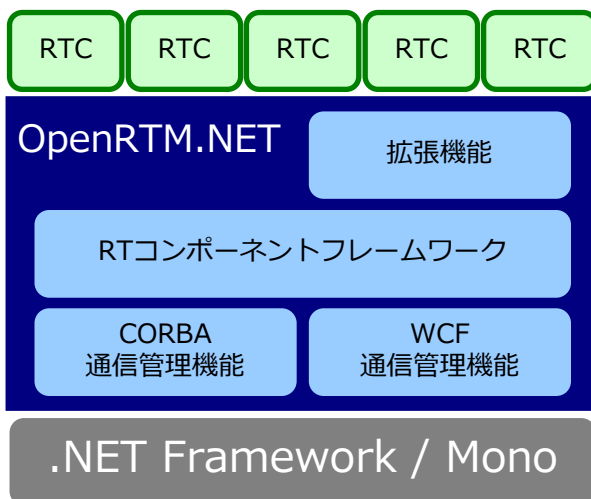 RTC RTC RTC RTC RTC
OpenRTM.NET
拡張機能
RTコンポーネントフレームワーク
CORBA
通信管理機能
WCF
通信管理機能
.NET Framework / Mono